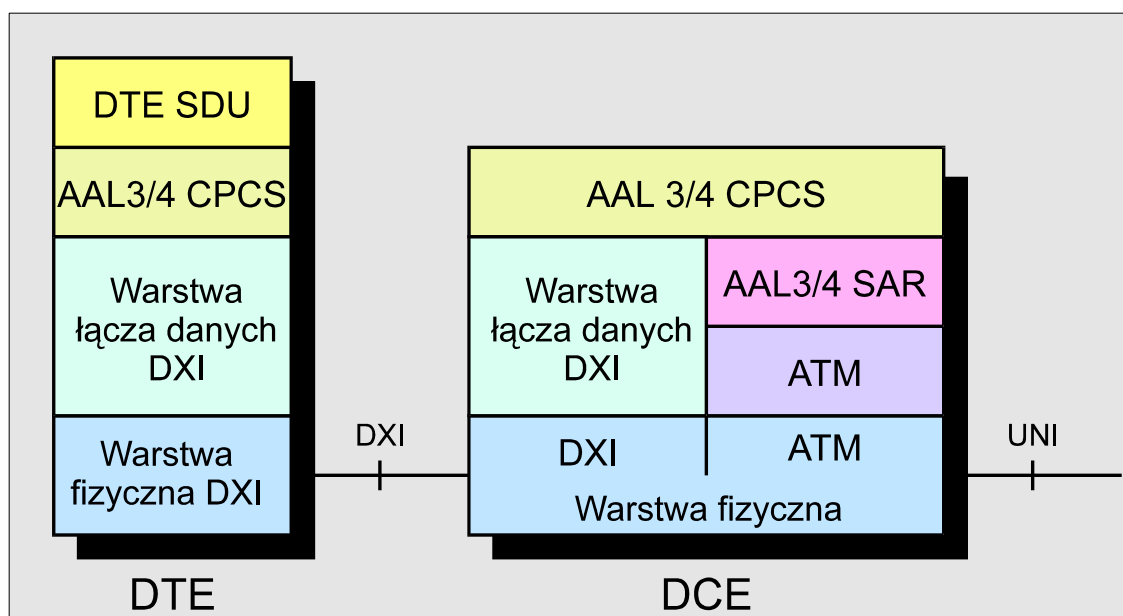 DTE SDU
AAL3/4 CPCS
Warstwa
łącza danych
DXI
Warstwa
fizyczna DXI
DTE
DXI
AAL 3/4 CPCS
Warstwa
łącza danych
DXI
AAL3/4 SAR
ATM
DXI
ATM
Warstwa fizyczna
DCE
UNI